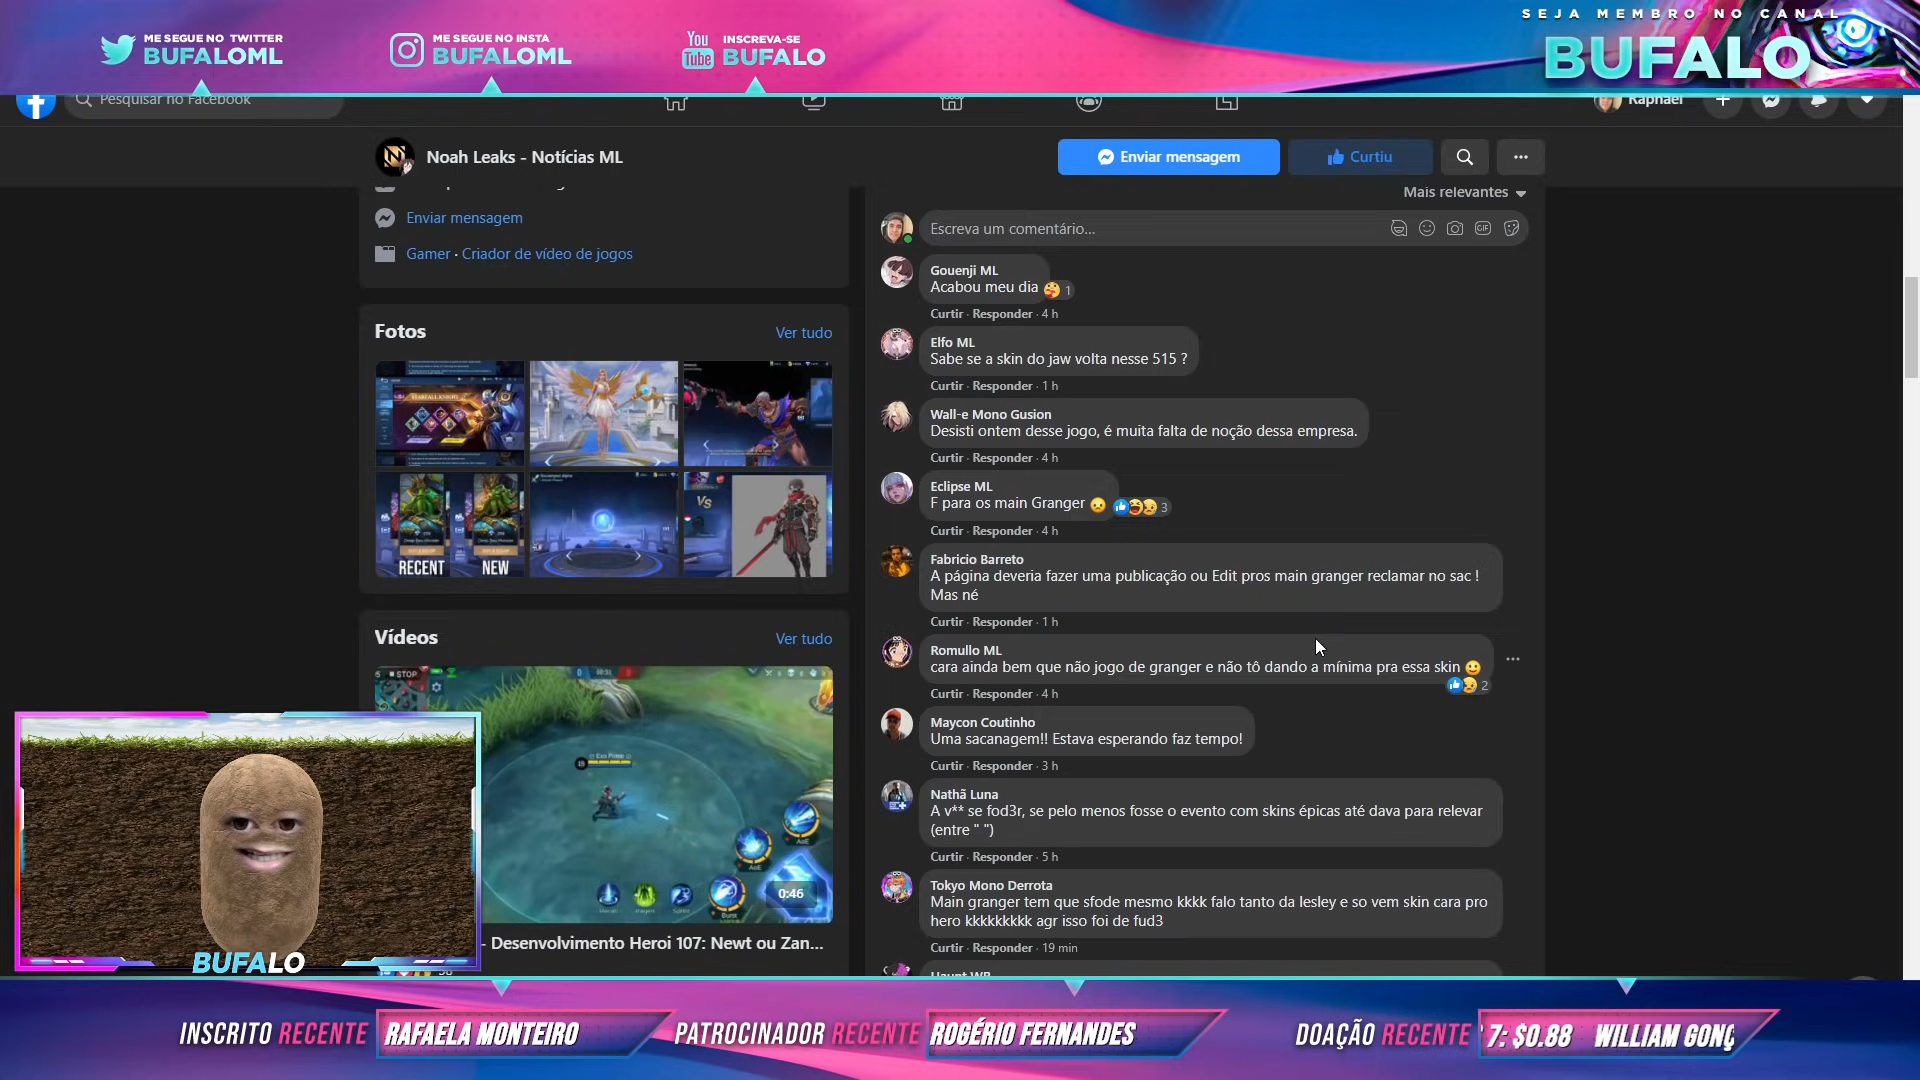 ME SEGUE NO TWITTER
BUFALOML
ME SEGUE NO INSTA
BUFALOML
You
Tube
INSCREVA-SE
BUFALO
SEJA MEMBRO NO CANAL
BUFALO
Pesquisar no Facebook
Raphael
Noah Leaks - Notícias ML
Enviar mensagem
Curtiu
Enviar mensagem
Gamer · Criador de vídeo de jogos
Fotos
Ver tudo
VS
RECENT
NEW
Vídeos
Ver tudo
STOP
0:46
- Desenvolvimento Heroi 107: Newt ou Zan...
Mais relevantes
Escreva um comentário...
GIF
Gouenji ML
Acabou meu dia
1
Curtir · Responder · 4 h
Elfo ML
Sabe se a skin do jaw volta nesse 515 ?
Curtir · Responder · 1 h
Wall-e Mono Gusion
Desisti ontem desse jogo, é muita falta de noção dessa empresa.
Curtir · Responder · 4 h
Eclipse ML
F para os main Granger 😣
3
Curtir · Responder · 4 h
Fabricio Barreto
A página deveria fazer uma publicação ou Edit pros main granger reclamar no sac !
Mas né
Curtir · Responder · 1 h
Romullo ML
cara ainda bem que não jogo de granger e não tô dando a mínima pra essa skin 🙂
2
Curtir · Responder · 4 h
Maycon Coutinho
Uma sacanagem!! Estava esperando faz tempo!
Curtir · Responder · 3 h
Nathã Luna
A v** se fod3r, se pelo menos fosse o evento com skins épicas até dava para relevar
(entre " ")
Curtir · Responder · 5 h
Tokyo Mono Derrota
Main granger tem que sfode mesmo kkkk falo tanto da lesley e so vem skin cara pro
hero kkkkkkkkk agr isso foi de fud3
Curtir · Responder · 19 min
BUFALO
INSCRITO RECENTE
RAFAELA MONTEIRO
PATROCINADOR RECENTE
ROGÉRIO FERNANDES
DOAÇÃO RECENTE
7: $0.88 WILLIAM GONÇ